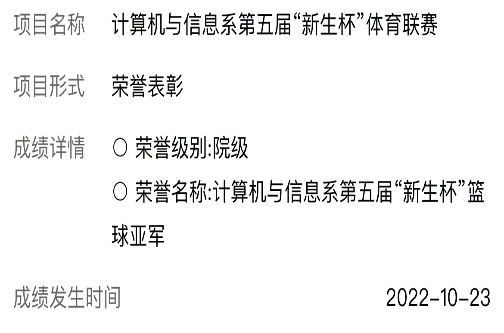 项目名称 计算机与信息系第五届“新生杯”体育联赛
项目形式 荣誉表彰
成绩详情 ○ 荣誉级别:院级
○ 荣誉名称:计算机与信息系第五届“新生杯”篮
球亚军
成绩发生时间 2022-10-23